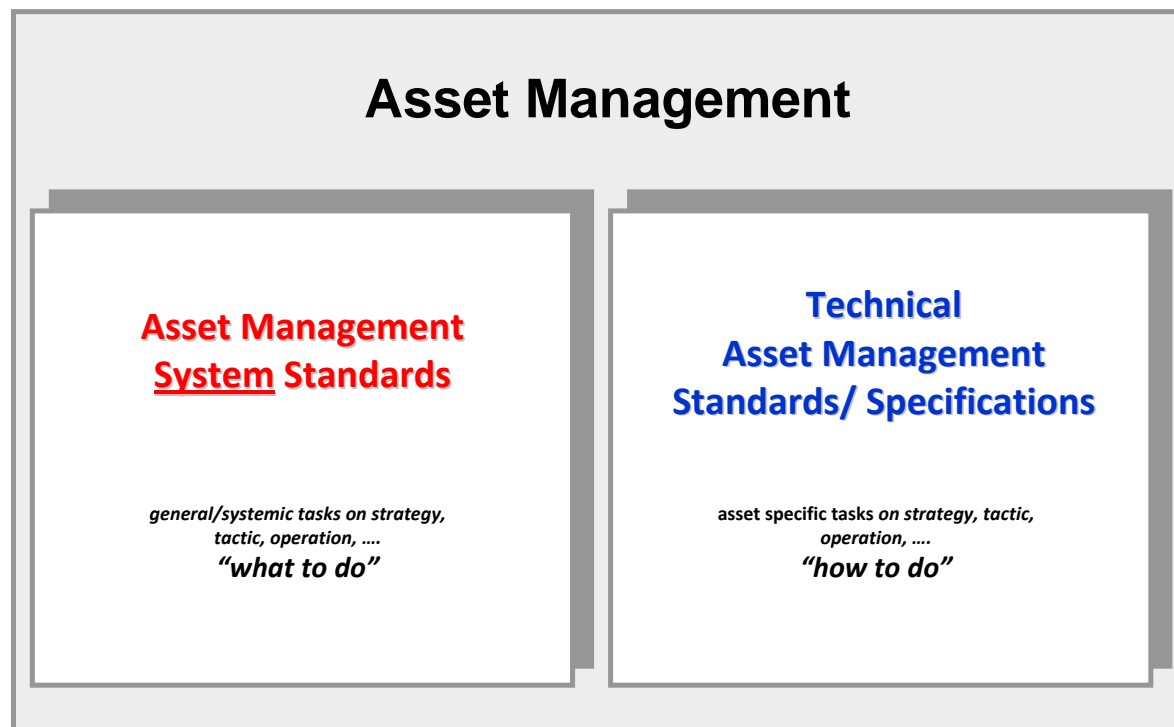 Asset Management
Asset Management
System Standards
general/systemic tasks on strategy,
tactic, operation, ....
“what to do”
Technical
Asset Management
Standards/ Specifications
asset specific tasks on strategy, tactic,
operation, ....
“how to do”